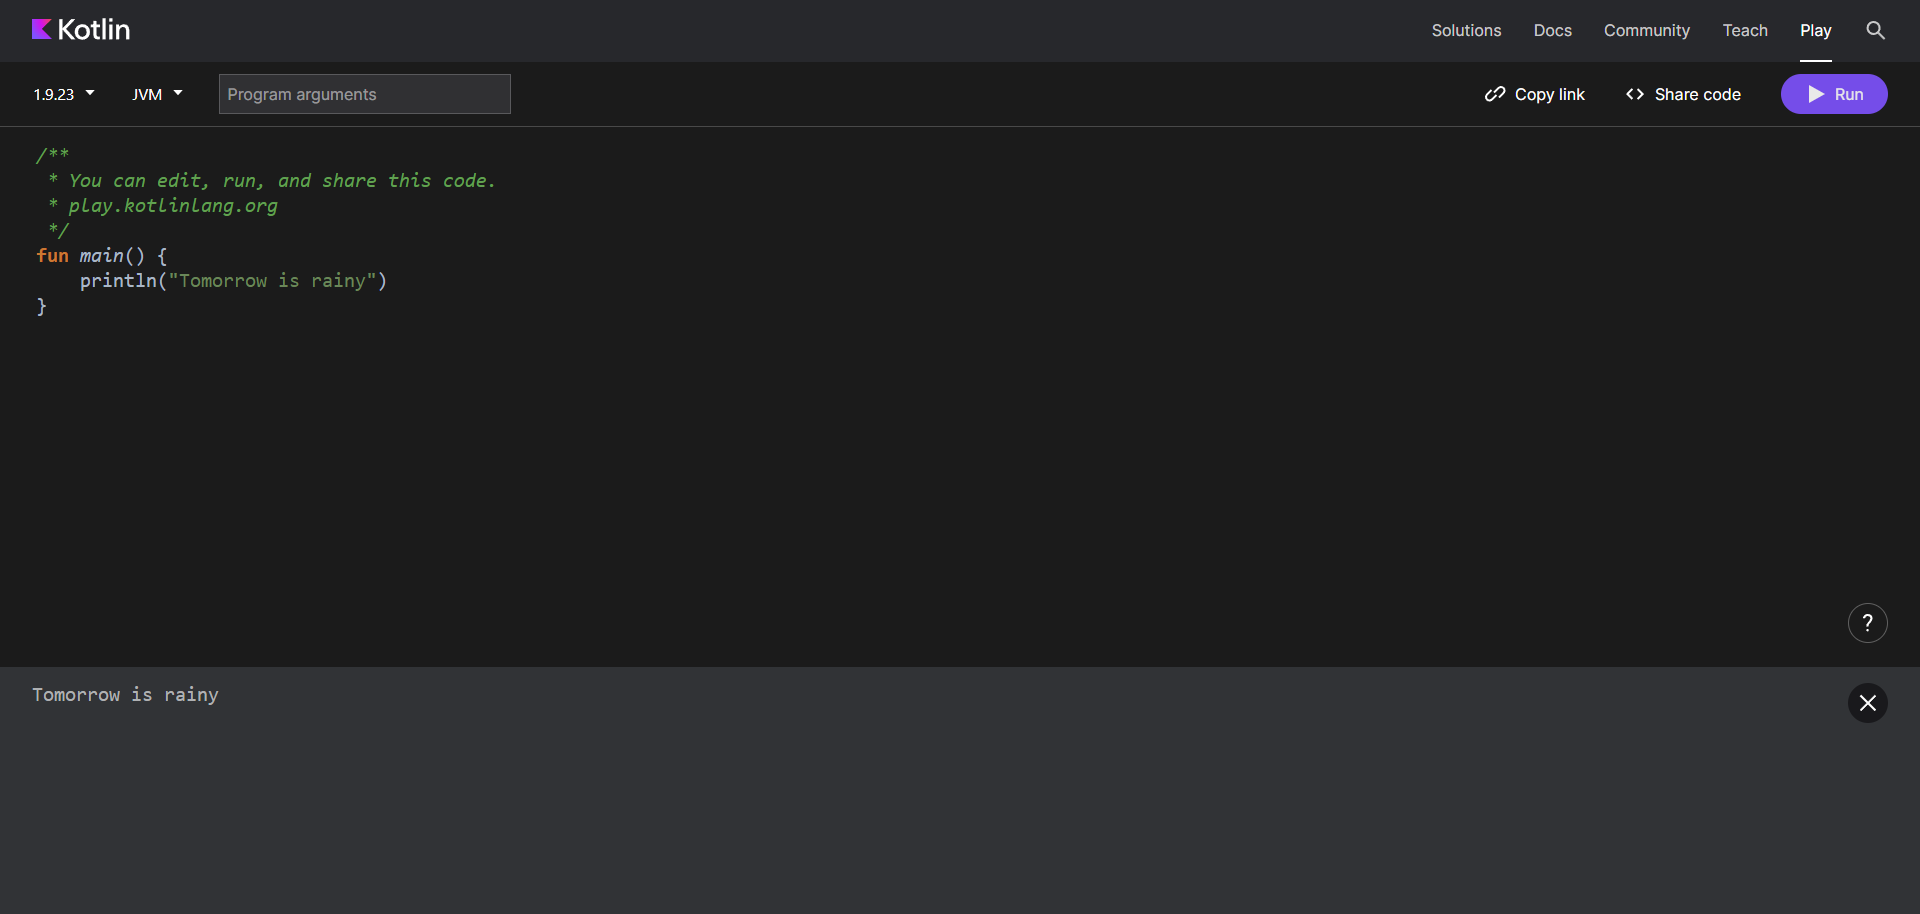 Kotlin
Solutions Docs Community Teach Play
1.9.23 JVM Program arguments Copy link <> Share code Run
/**
 * You can edit, run, and share this code.
 * play.kotlinlang.org
 */
fun main() {
    println("Tomorrow is rainy")
}
?
Tomorrow is rainy